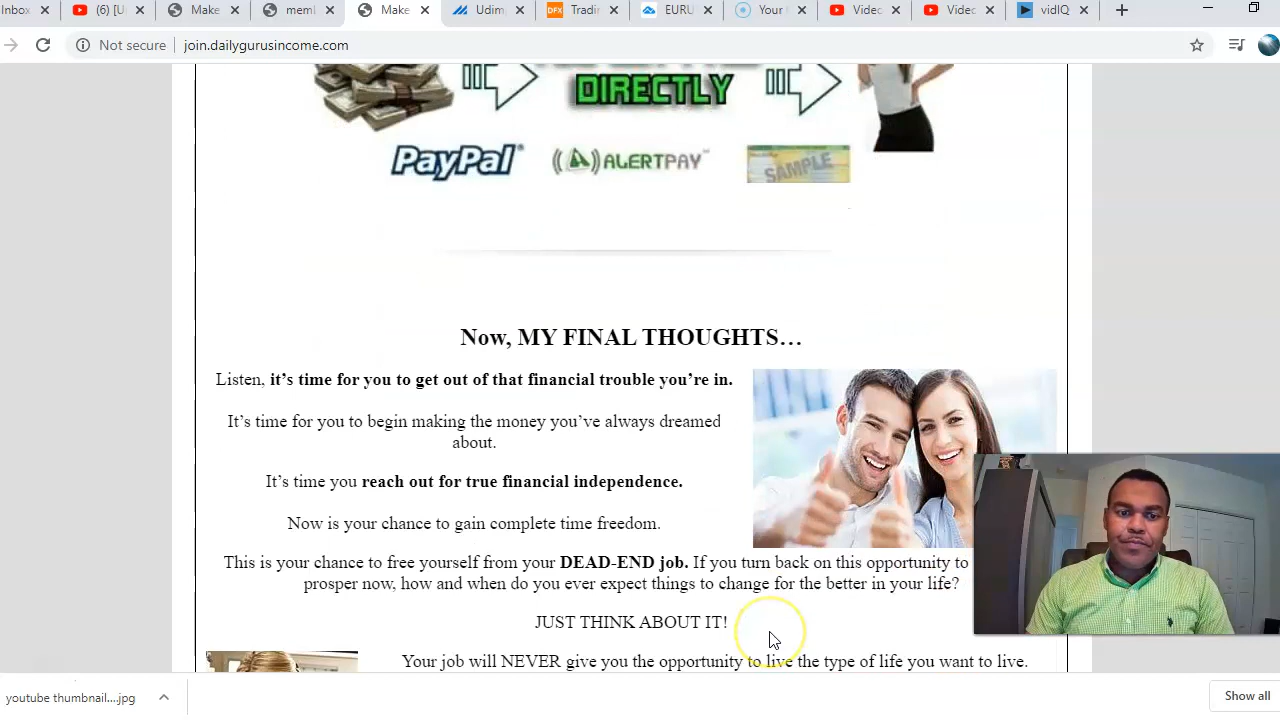 Inbox
(6) [U
Make
meml
Make
Udim
Tradin
EURU
Your
Videc
Videc
vidIQ
Not secure
join.dailygurusincome.com
DIRECTLY
PayPal
ALERTPAY
SAMPLE
Now, MY FINAL THOUGHTS…
Listen, it's time for you to get out of that financial trouble you're in.
It's time for you to begin making the money you've always dreamed
about.
It's time you reach out for true financial independence.
Now is your chance to gain complete time freedom.
This is your chance to free yourself from your DEAD-END job. If you turn back on this opportunity to
prosper now, how and when do you ever expect things to change for the better in your life?
JUST THINK ABOUT IT!
Your job will NEVER give you the opportunity to live the type of life you want to live.
youtube thumbnail....jpg
Show all